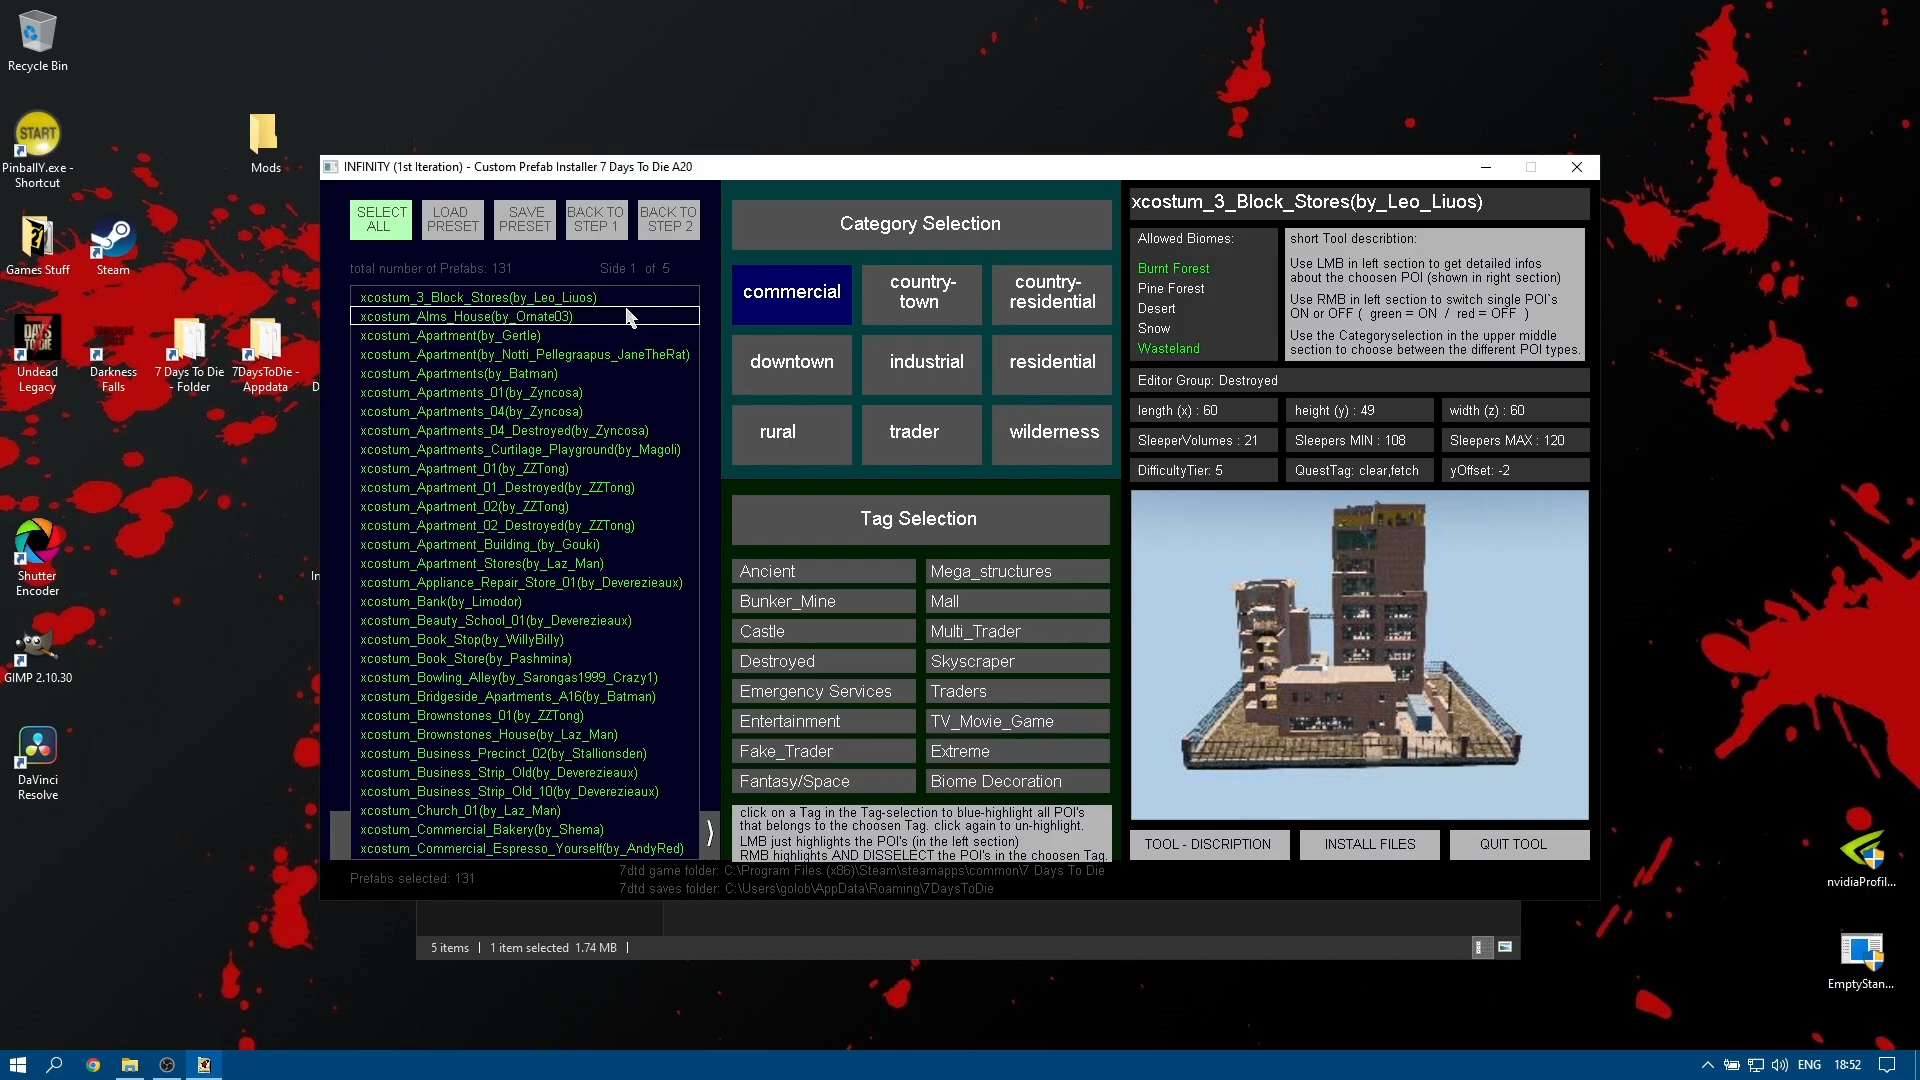 Recycle Bin
START
PinballY.exe -
Shortcut
Mods
Games Stuff
Steam
DAYS
TO DIE
Undead
Legacy
Darkness
Falls
7 Days To Die
- Folder
7DaysToDie -
Appdata
D
Shutter
Encoder
In
GIMP 2.10.30
DaVinci
Resolve
INFINITY (1st Iteration) - Custom Prefab Installer 7 Days To Die A20
SELECT
ALL
LOAD
PRESET
SAVE
PRESET
BACK TO
STEP 1
BACK TO
STEP 2
total number of Prefabs: 131
Side 1 of 5
xcostum_3_Block_Stores(by_Leo_Liuos)
xcostum_Alms_House(by_Ornate03)
xcostum_Apartment(by_Gertle)
xcostum_Apartment(by_Notti_Pellegraapus_JaneTheRat)
xcostum_Apartments(by_Batman)
xcostum_Apartments_01(by_Zyncosa)
xcostum_Apartments_04(by_Zyncosa)
xcostum_Apartments_04_Destroyed(by_Zyncosa)
xcostum_Apartments_Curtilage_Playground(by_Magoli)
xcostum_Apartment_01(by_ZZTong)
xcostum_Apartment_01_Destroyed(by_ZZTong)
xcostum_Apartment_02(by_ZZTong)
xcostum_Apartment_02_Destroyed(by_ZZTong)
xcostum_Apartment_Building_(by_Gouki)
xcostum_Apartment_Stores(by_Laz_Man)
xcostum_Appliance_Repair_Store_01(by_Deverezieaux)
xcostum_Bank(by_Limodor)
xcostum_Beauty_School_01(by_Deverezieaux)
xcostum_Book_Stop(by_WillyBilly)
xcostum_Book_Store(by_Pashmina)
xcostum_Bowling_Alley(by_Sarongas1999_Crazy1)
xcostum_Bridgeside_Apartments_A16(by_Batman)
xcostum_Brownstones_01(by_ZZTong)
xcostum_Brownstones_House(by_Laz_Man)
xcostum_Business_Precinct_02(by_Stallionsden)
xcostum_Business_Strip_Old(by_Deverezieaux)
xcostum_Business_Strip_Old_10(by_Deverezieaux)
xcostum_Church_01(by_Laz_Man)
xcostum_Commercial_Bakery(by_Shema)
xcostum_Commercial_Espresso_Yourself(by_AndyRed)
Prefabs selected: 131
Category Selection
commercial
country-
town
country-
residential
downtown
industrial
residential
rural
trader
wilderness
Tag Selection
Ancient
Mega_structures
Bunker_Mine
Mall
Castle
Multi_Trader
Destroyed
Skyscraper
Emergency Services
Traders
Entertainment
TV_Movie_Game
Fake_Trader
Extreme
Fantasy/Space
Biome Decoration
click on a Tag in the Tag-selection to blue-highlight all POI's
that belongs to the choosen Tag. click again to un-highlight.
LMB just highlights the POI's (in the left section)
RMB highlights AND DISSELECT the POI's in the choosen Tag.
7dtd game folder: C:\Program Files (x86)\Steam\steamapps\common\7 Days To Die
7dtd saves folder: C:\Users\golob\AppData\Roaming\7DaysToDie
xcostum_3_Block_Stores(by_Leo_Liuos)
Allowed Biomes:
Burnt Forest
Pine Forest
Desert
Snow
Wasteland
short Tool describtion:
Use LMB in left section to get detailed infos
about the choosen POI (shown in right section)
Use RMB in left section to switch single POI`s
ON or OFF ( green = ON / red = OFF )
Use the Categoryselection in the upper middle
section to choose between the different POI types.
Editor Group: Destroyed
length (x) : 60
height (y) : 49
width (z) : 60
SleeperVolumes : 21
Sleepers MIN : 108
Sleepers MAX : 120
DifficultyTier: 5
QuestTag: clear,fetch
yOffset: -2
TOOL - DISCRIPTION
INSTALL FILES
QUIT TOOL
5 items
1 item selected 1.74 MB
nvidiaProfil...
EmptyStan...
ENG
18:52